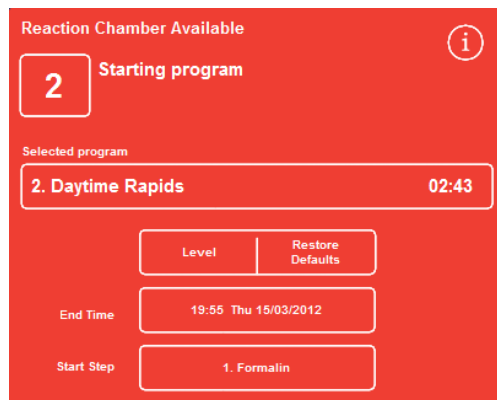 Reaction Chamber Available
i
2
Starting program
Selected program
2. Daytime Rapids 02:43
Level
Restore
Defaults
End Time 19:55 Thu 15/03/2012
Start Step 1. Formalin